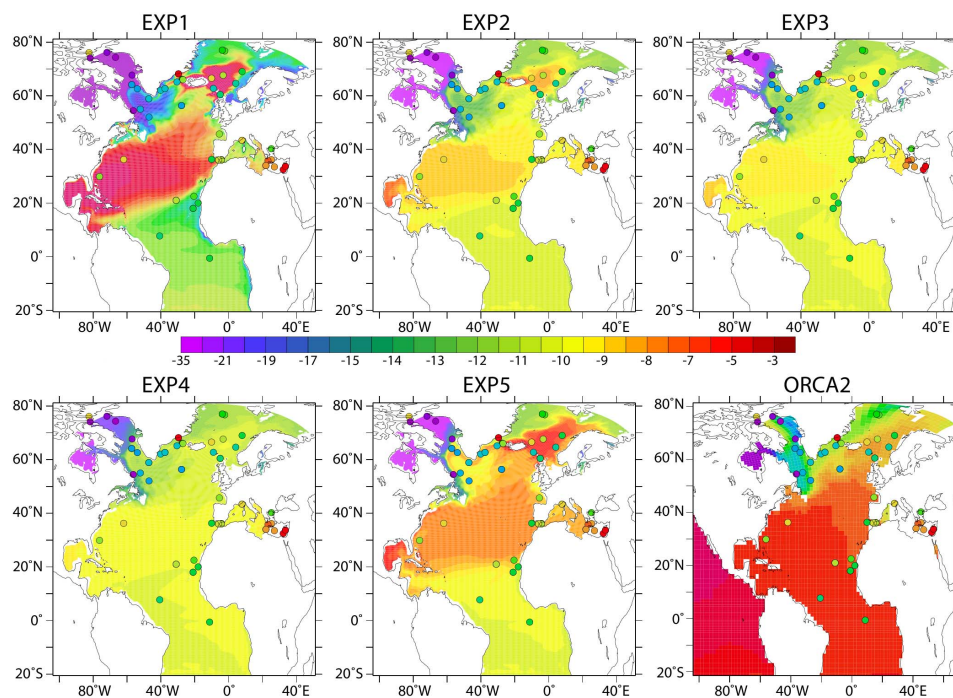 EXP1 EXP2 EXP3
80°N 80°N 80°N
60°N 60°N 60°N
40°N 40°N 40°N
20°N 20°N 20°N
0° 0° 0°
20°S 20°S 20°S
80°W 40°W 0° 40°E 80°W 40°W 0° 40°E 80°W 40°W 0° 40°E
-35 -21 -19 -17 -15 -14 -13 -12 -11 -10 -9 -8 -7 -5 -3
EXP4 EXP5 ORCA2
80°N 80°N 80°N
60°N 60°N 60°N
40°N 40°N 40°N
20°N 20°N 20°N
0° 0° 0°
20°S 20°S 20°S
80°W 40°W 0° 40°E 80°W 40°W 0° 40°E 80°W 40°W 0° 40°E